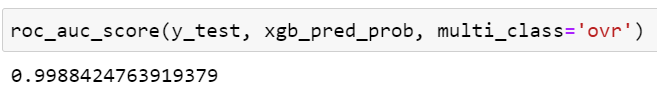 roc_auc_score(y_test, xgb_pred_prob, multi_class='ovr')
0.9988424763919379